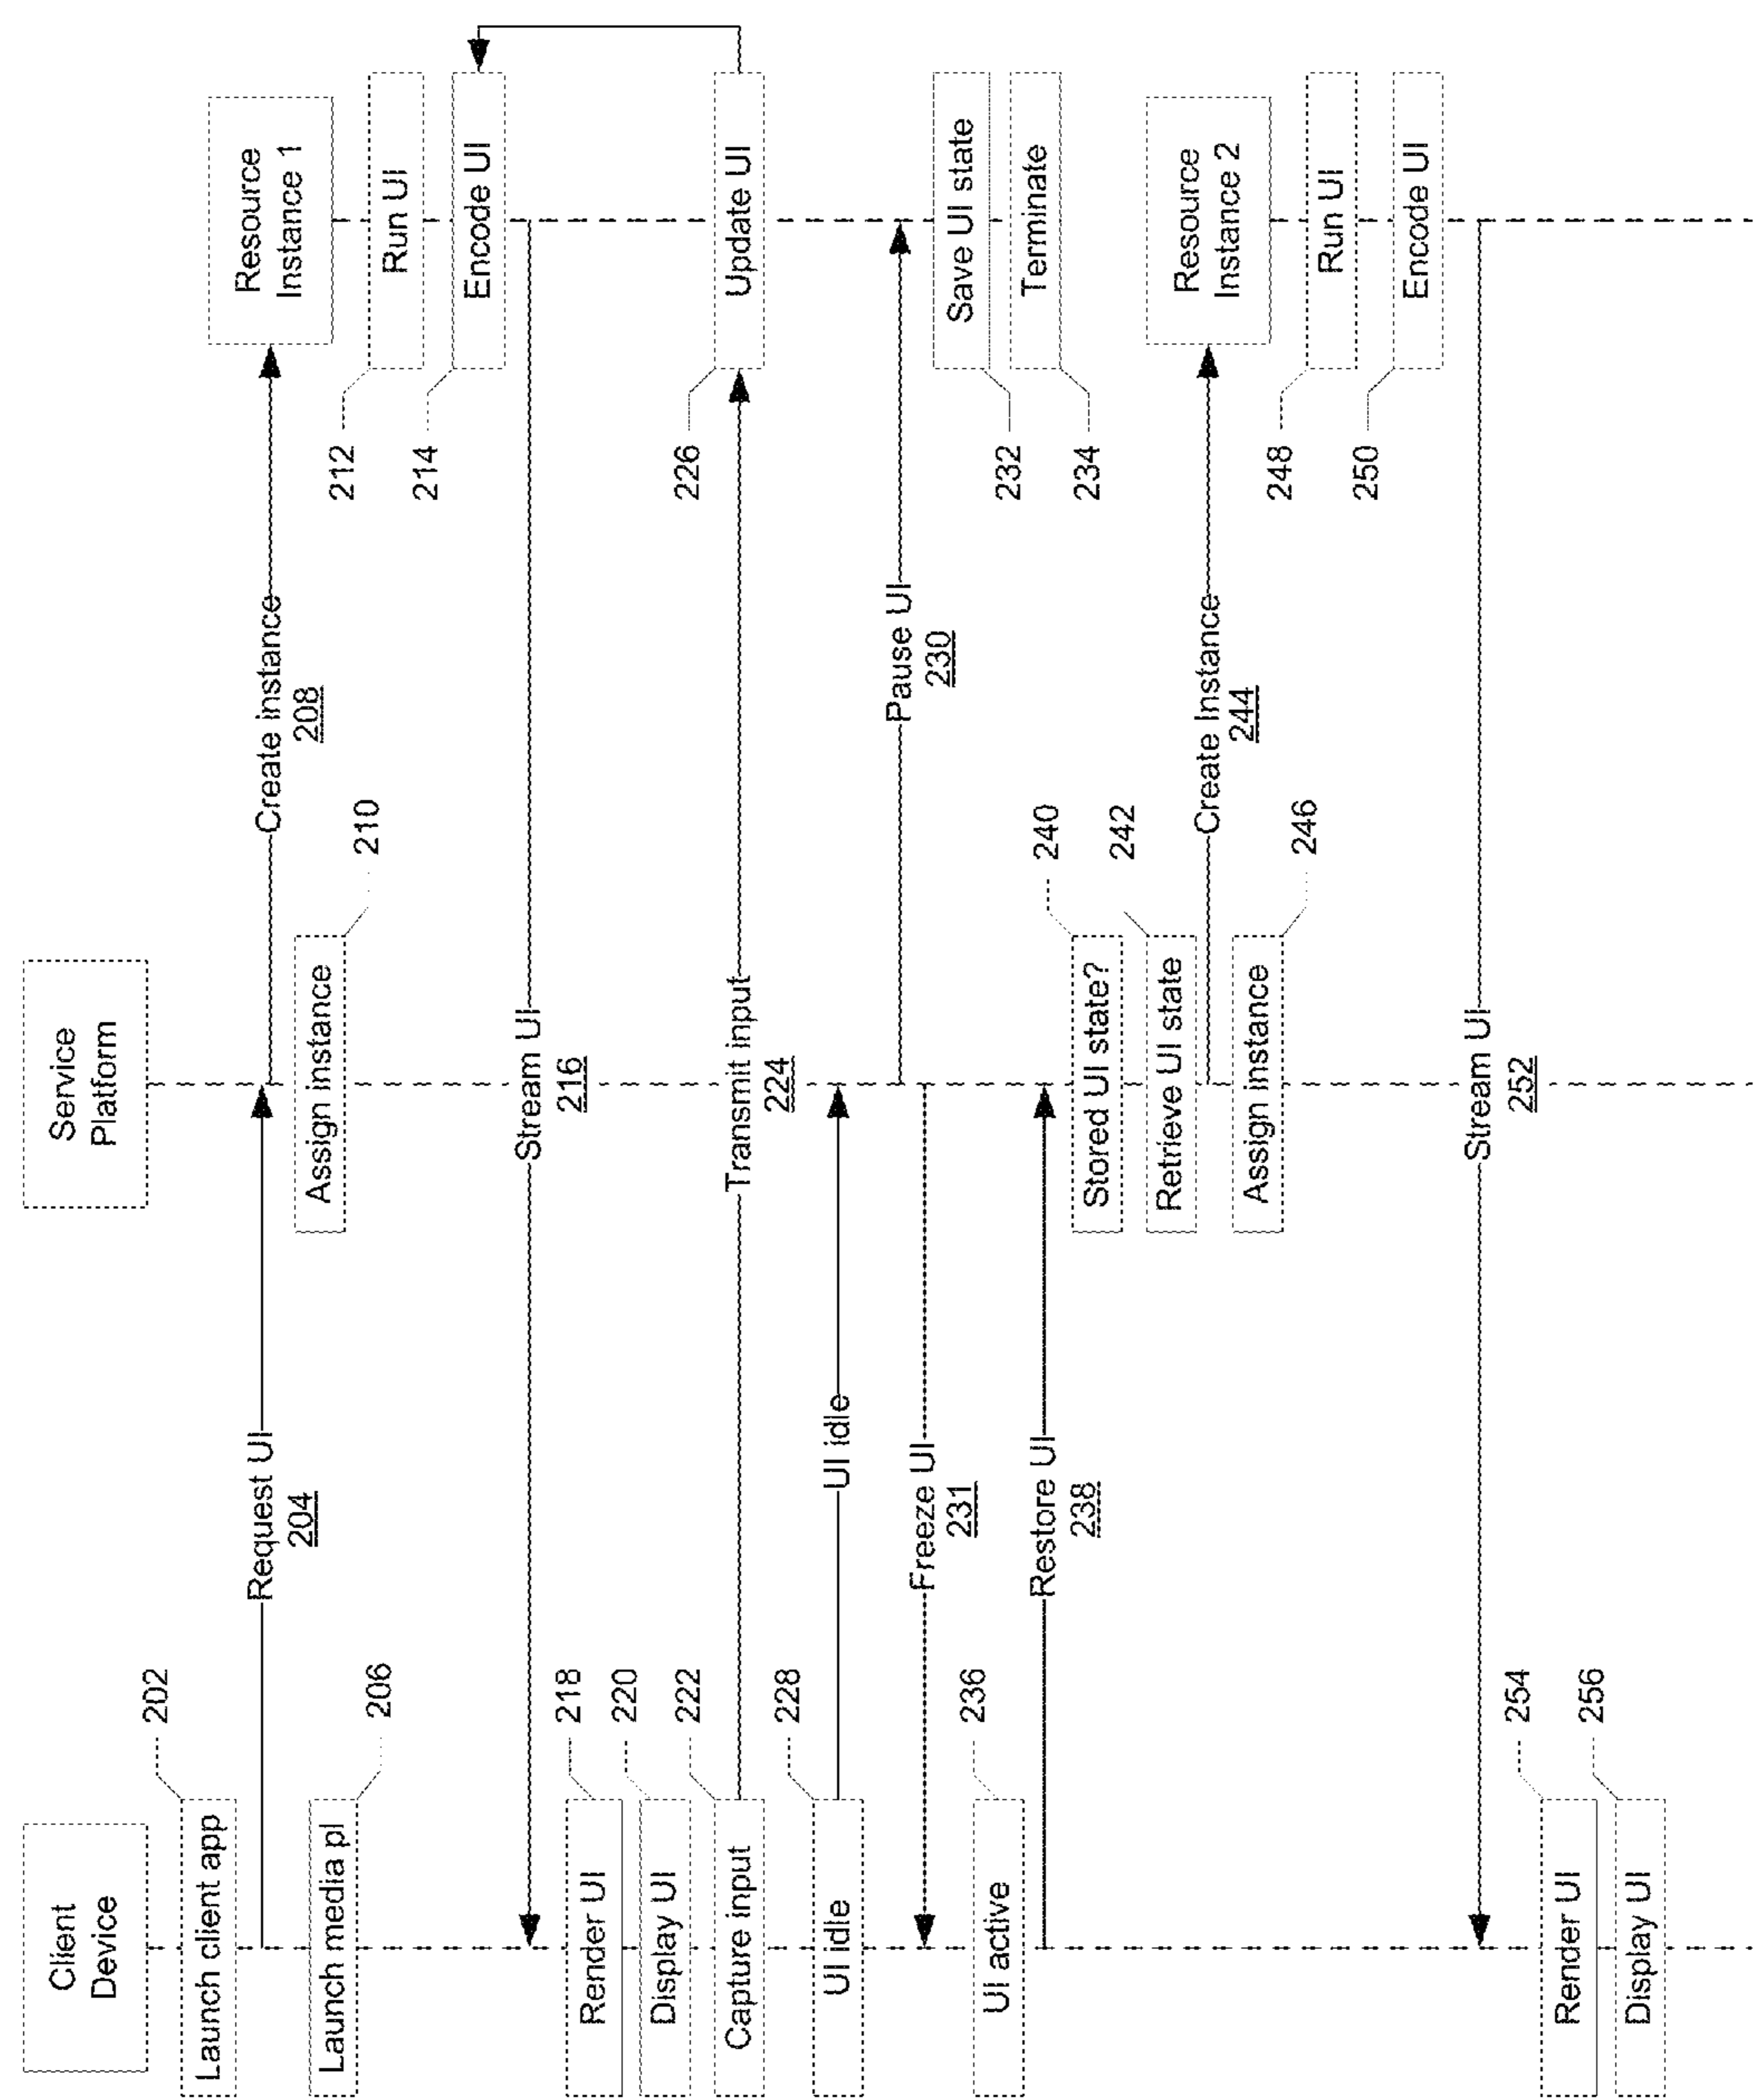 Client
Device
Service
Platform
Launch client app
202
Request UI
204
Create instance
208
Resource
Instance 1
Launch media pl
206
Assign instance
210
Run UI
212
Encode UI
214
Stream UI
216
Render UI
218
Display UI
220
Capture input
222
Transmit input
224
Update UI
226
UI idle
228
UI idle
Pause UI
230
Freeze UI
231
Save UI state
232
Terminate
234
UI active
236
Restore UI
238
Stored UI state?
240
Retrieve UI state
242
Create Instance
244
Resource
Instance 2
Assign instance
246
Run UI
248
Encode UI
250
Stream UI
252
Render UI
254
Display UI
256